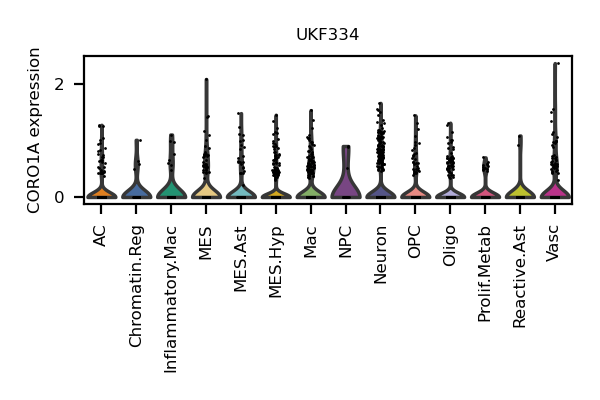 UKF334
CORO1A expression
2
0
AC
Chromatin.Reg
Inflammatory.Mac
MES
MES.Ast
MES.Hyp
Mac
NPC
Neuron
OPC
Oligo
Prolif.Metab
Reactive.Ast
Vasc